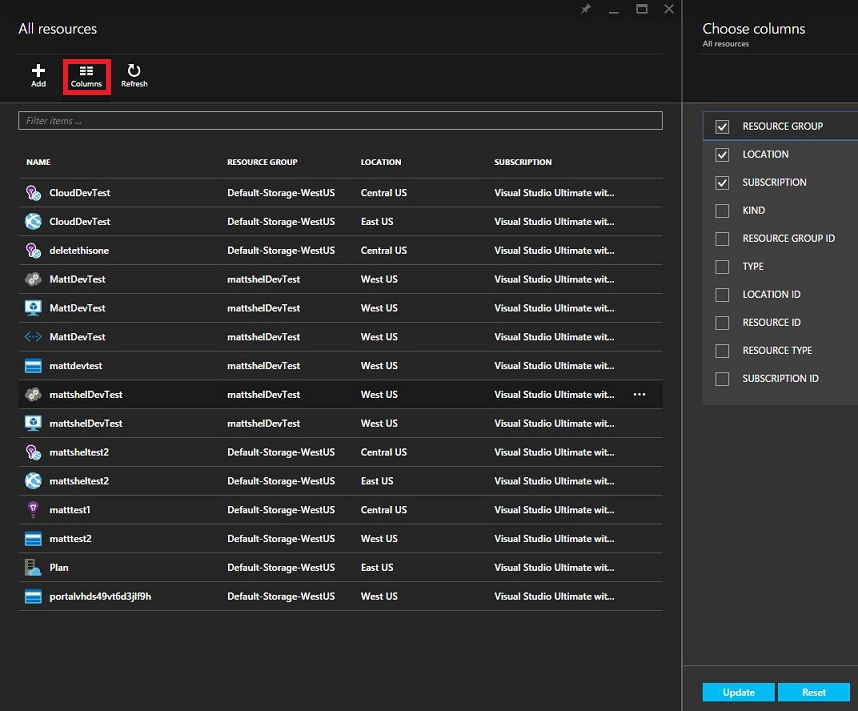 All resources
Add Columns Refresh
Filter items ...
NAME RESOURCE GROUP LOCATION SUBSCRIPTION
CloudDevTest Default-Storage-WestUS Central US Visual Studio Ultimate wit...
CloudDevTest Default-Storage-WestUS East US Visual Studio Ultimate wit...
deletethisone Default-Storage-WestUS Central US Visual Studio Ultimate wit...
MattDevTest mattshelDevTest West US Visual Studio Ultimate wit...
MattDevTest mattshelDevTest West US Visual Studio Ultimate wit...
MattDevTest mattshelDevTest West US Visual Studio Ultimate wit...
mattdevtest mattshelDevTest West US Visual Studio Ultimate wit...
mattshelDevTest mattshelDevTest West US Visual Studio Ultimate wit... ...
mattshelDevTest mattshelDevTest West US Visual Studio Ultimate wit...
mattsheltest2 Default-Storage-WestUS Central US Visual Studio Ultimate wit...
mattsheltest2 Default-Storage-WestUS East US Visual Studio Ultimate wit...
matttest1 Default-Storage-WestUS Central US Visual Studio Ultimate wit...
matttest2 Default-Storage-WestUS West US Visual Studio Ultimate wit...
Plan Default-Storage-WestUS East US Visual Studio Ultimate wit...
portalvhds49vt6d3jlf9h Default-Storage-WestUS West US Visual Studio Ultimate wit...
Choose columns
All resources
RESOURCE GROUP
LOCATION
SUBSCRIPTION
KIND
RESOURCE GROUP ID
TYPE
LOCATION ID
RESOURCE ID
RESOURCE TYPE
SUBSCRIPTION ID
Update Reset